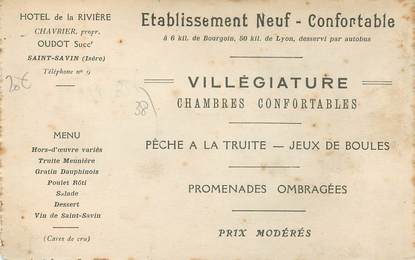 HOTEL de la RIVIÈRE
CHAVRIER, propr.
OUDOT Succ^r
SAINT-SAVIN (Isère)
Téléphone n° 9
20€
38)
MENU
Hors-d'œuvre variés
Truite Meunière
Gratin Dauphinois
Poulet Rôti
Salade
Dessert
Vin de Saint-Savin
(Caves de cru)
Etablissement Neuf - Confortable
à 6 kil. de Bourgoin, 50 kil. de Lyon, desservi par autobus
VILLÉGIATURE
CHAMBRES CONFORTABLES
PÊCHE A LA TRUITE — JEUX DE BOULES
PROMENADES OMBRAGÉES
PRIX MODÉRÉS